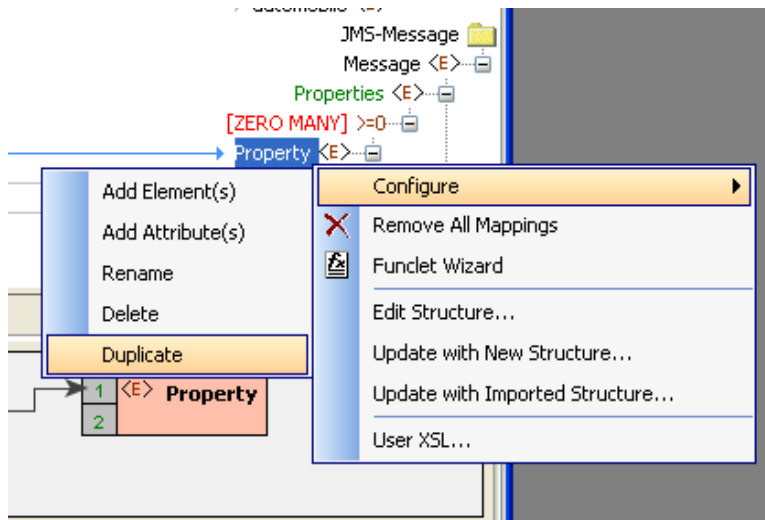 JMS-Message
Message <E>
Properties <E>
[ZERO MANY] >=0
Property <E>
Add Element(s)
Add Attribute(s)
Rename
Delete
Duplicate
Configure
Remove All Mappings
fx Funclet Wizard
Edit Structure...
Update with New Structure...
Update with Imported Structure...
User XSL...
1 <E> Property
2